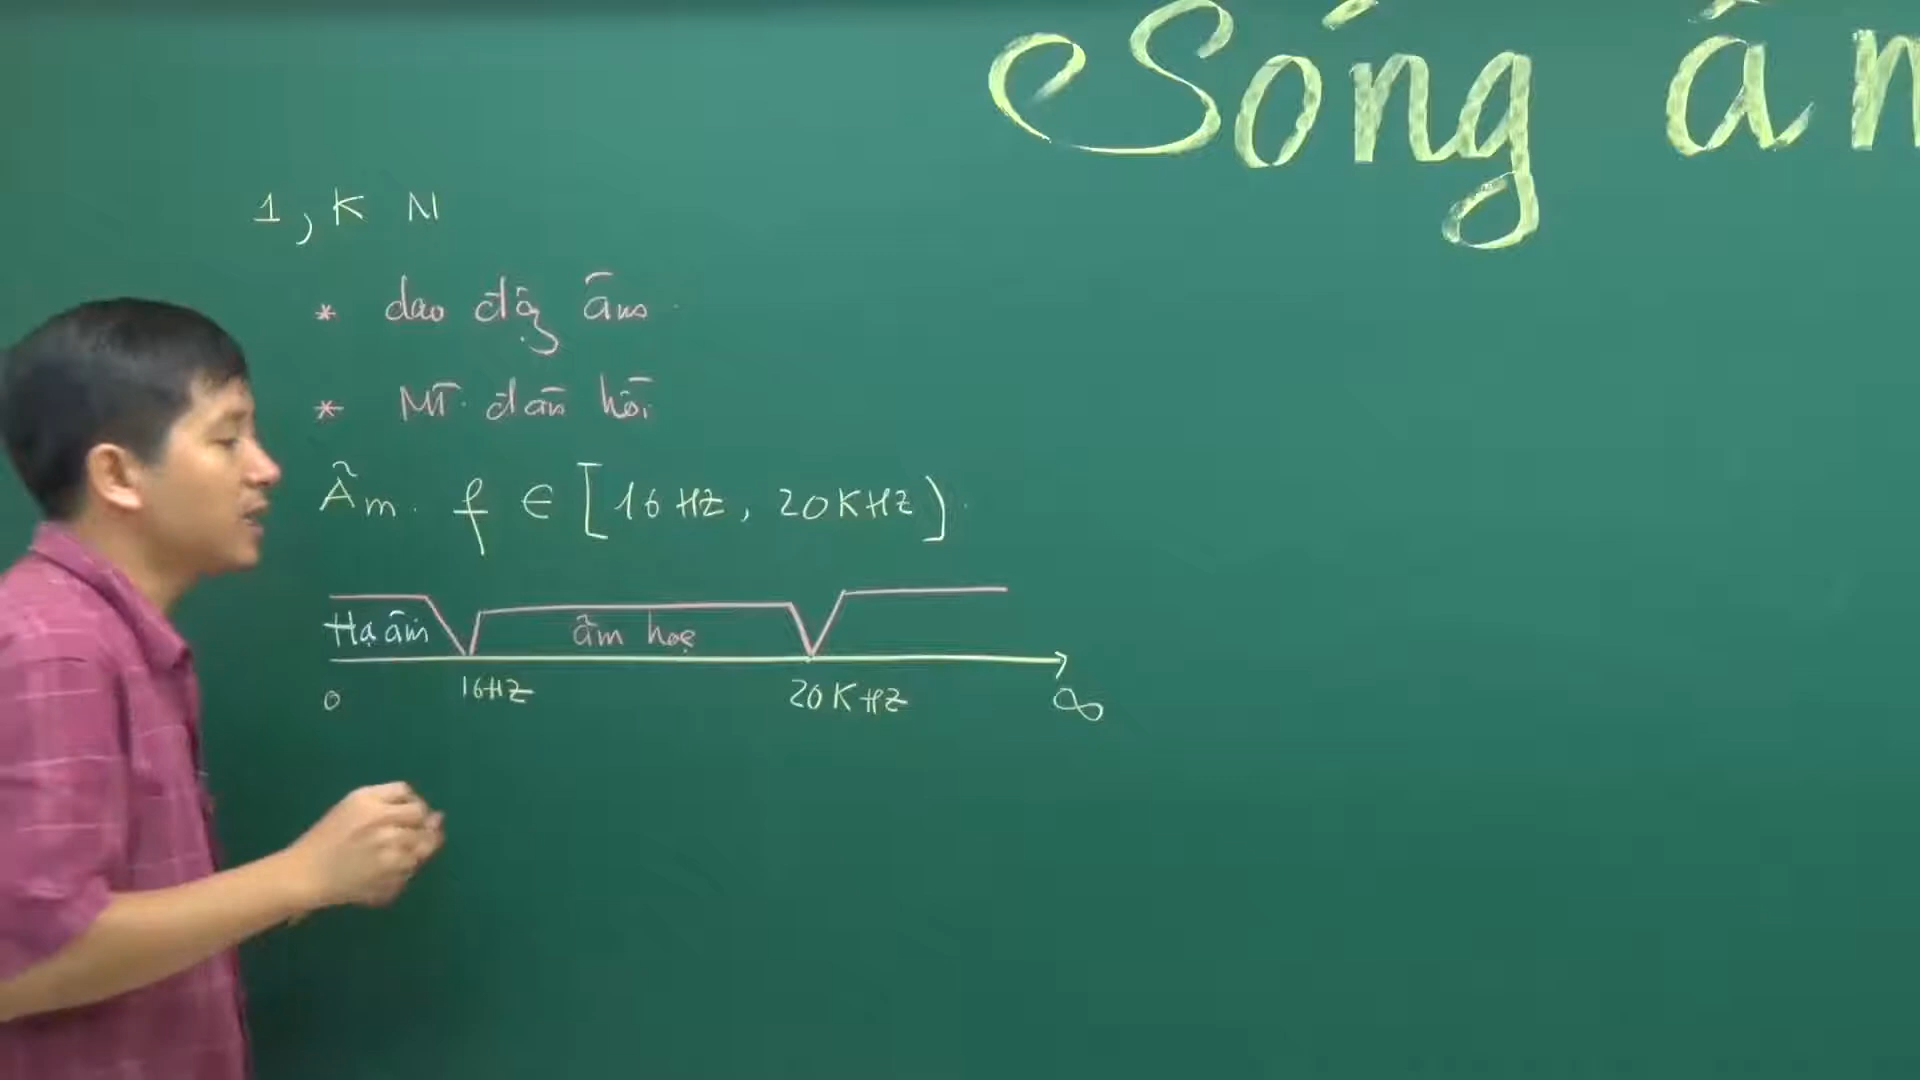 Sóng âm
1, K N
* dao động âm.
* MT. đàn hồi
Âm. f ∈ [16 HZ, 20KHZ).
Hạ âm âm học
0 16HZ 20KHZ ∞